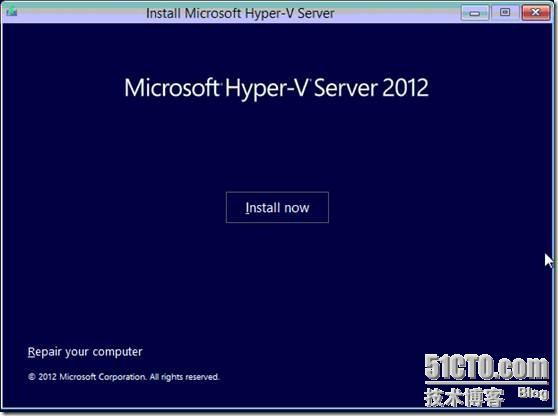 Install Microsoft Hyper-V Server
Microsoft Hyper-V Server 2012
Install now
Repair your computer
© 2012 Microsoft Corporation. All rights reserved.
51CTO.com
技术博客 Blog